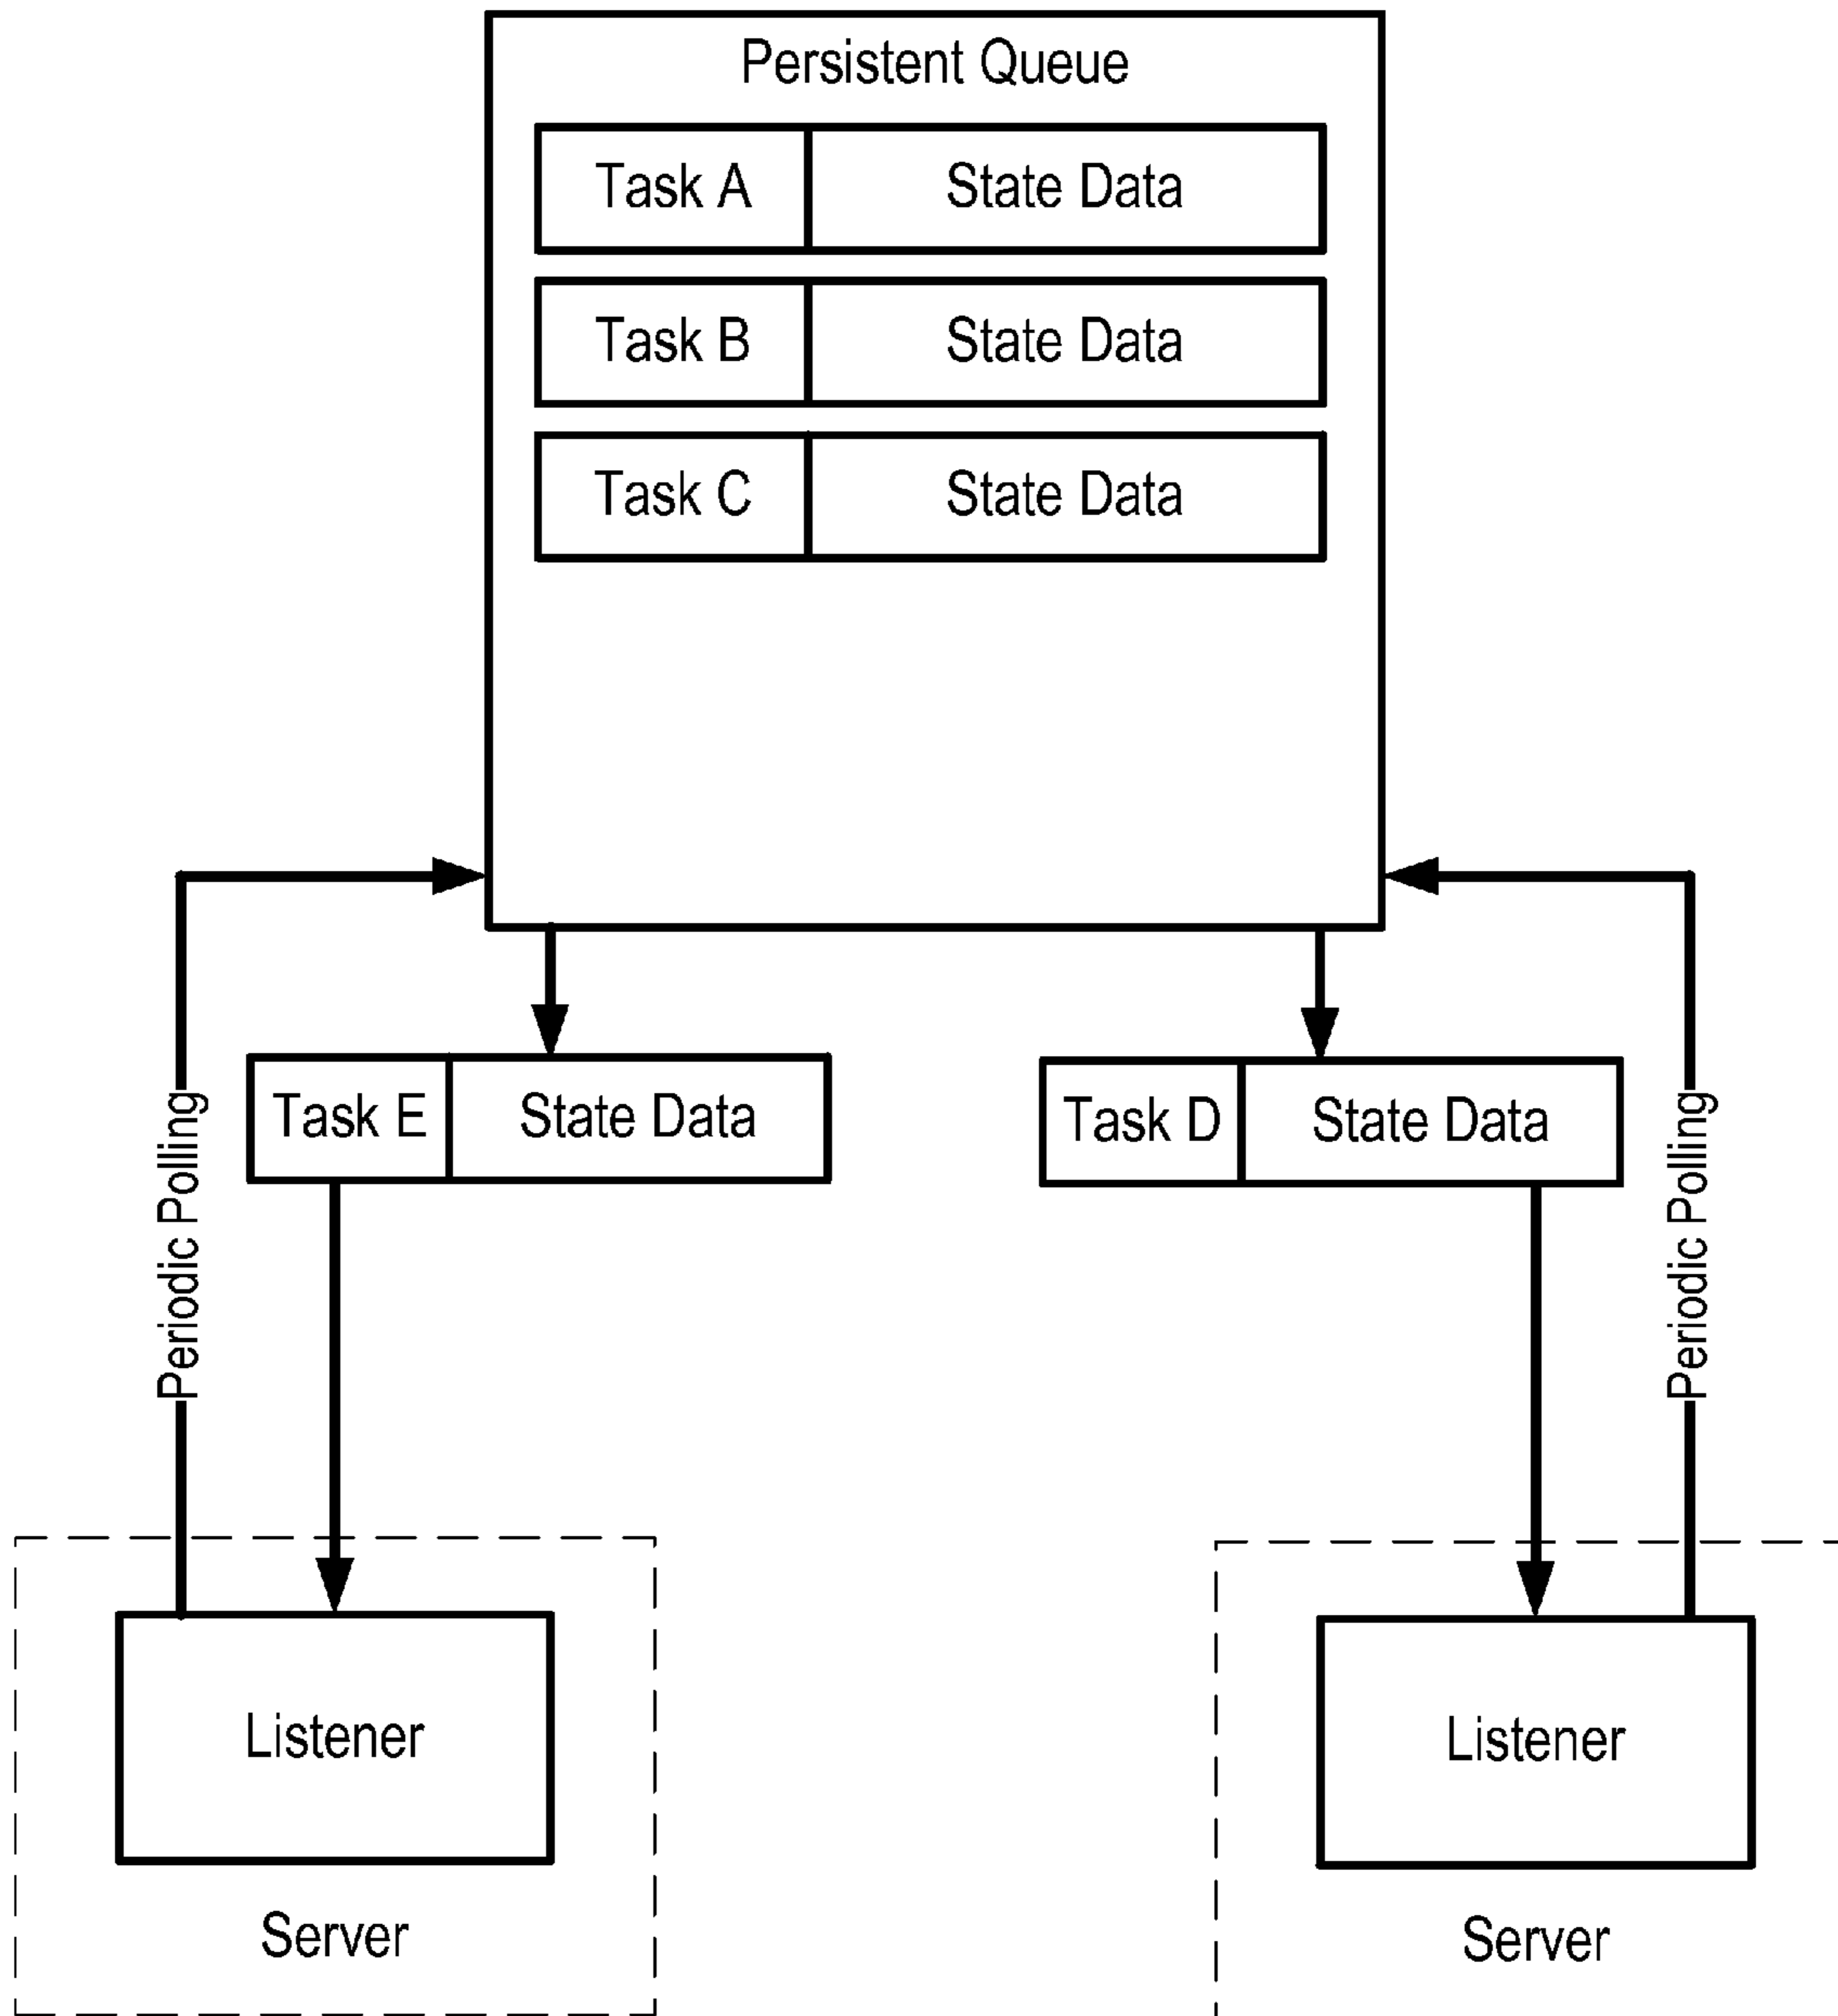 Persistent Queue
Task A State Data
Task B State Data
Task C State Data
Task E State Data
Task D State Data
Periodic Polling
Periodic Polling
Listener
Listener
Server
Server